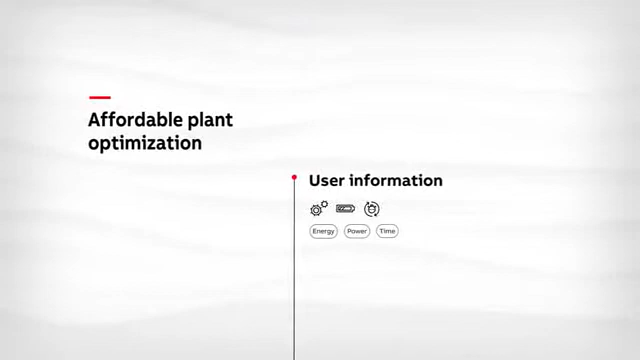 Affordable plant
optimization
User information
Energy Power Time